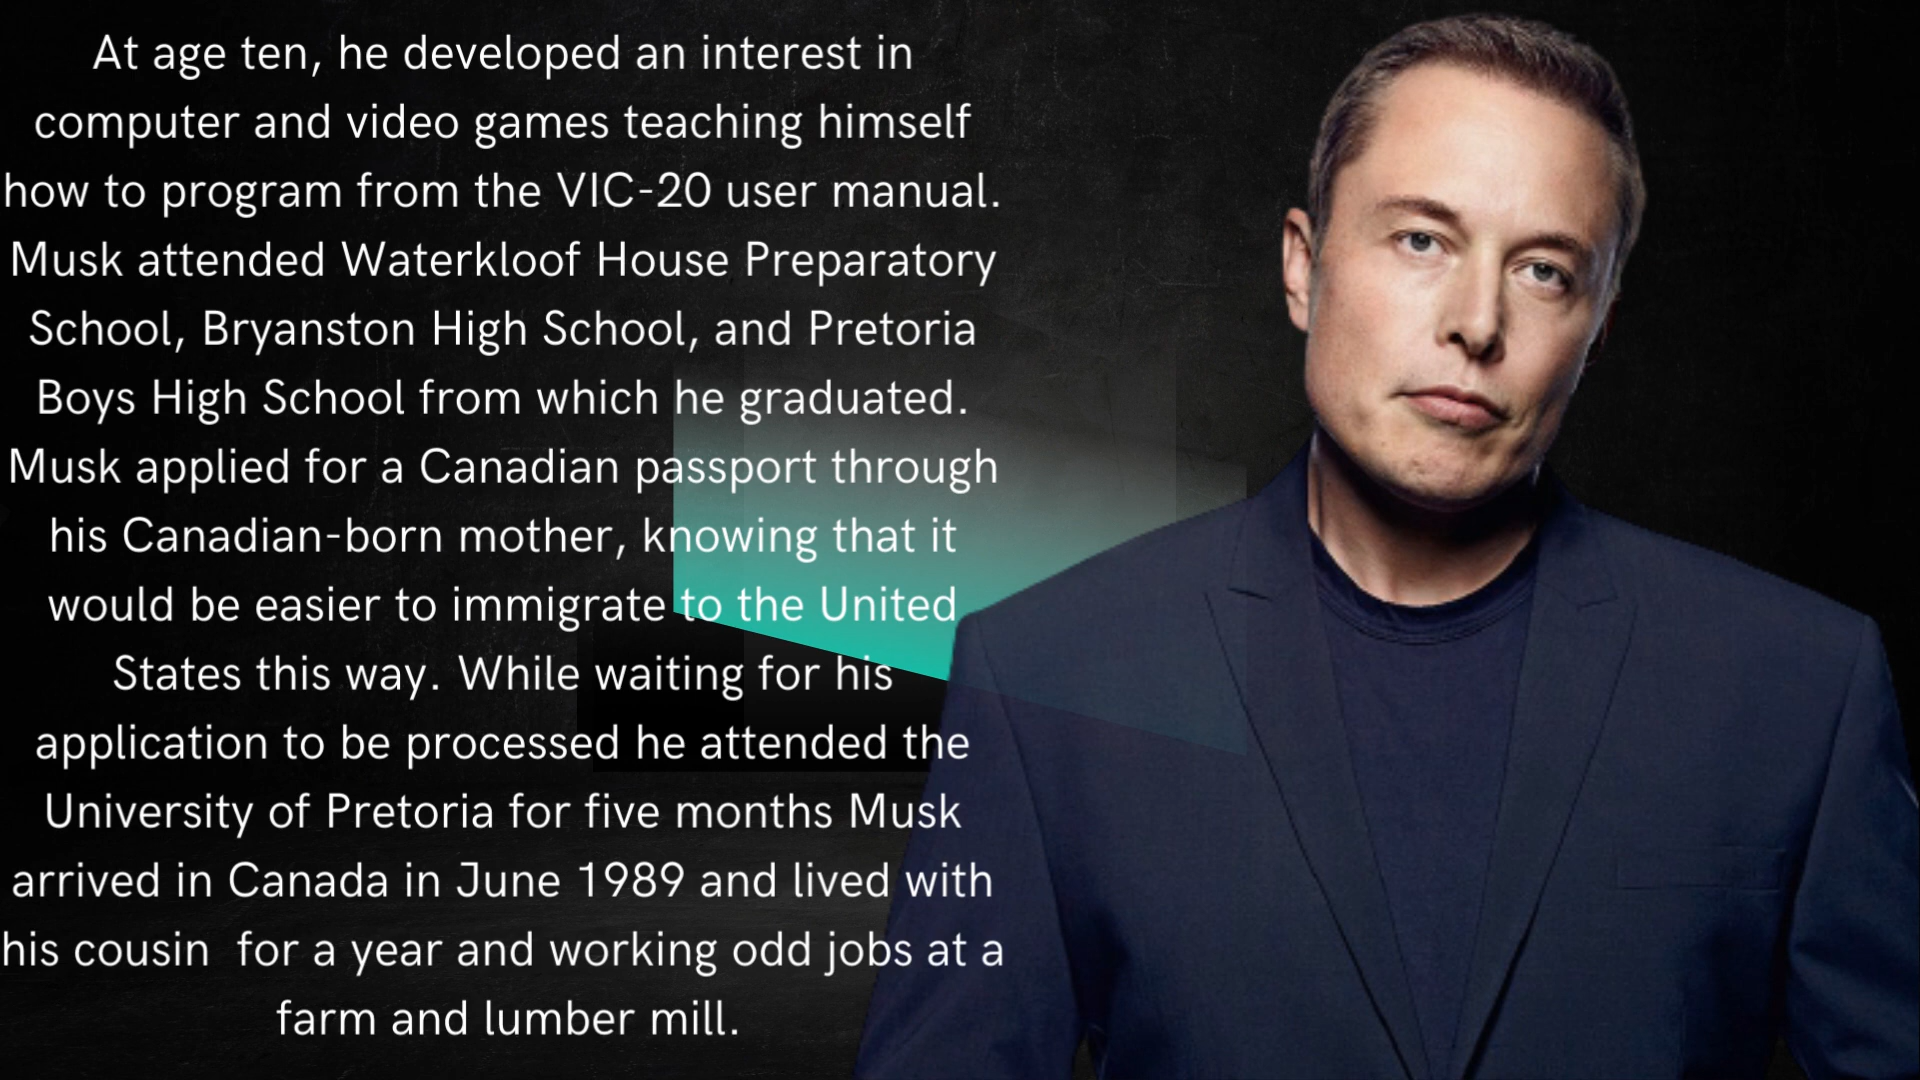 At age ten, he developed an interest in
computer and video games teaching himself
how to program from the VIC-20 user manual.
Musk attended Waterkloof House Preparatory
School, Bryanston High School, and Pretoria
Boys High School from which he graduated.
Musk applied for a Canadian passport through
his Canadian-born mother, knowing that it
would be easier to immigrate to the United
States this way. While waiting for his
application to be processed he attended the
University of Pretoria for five months Musk
arrived in Canada in June 1989 and lived with
his cousin  for a year and working odd jobs at a
farm and lumber mill.